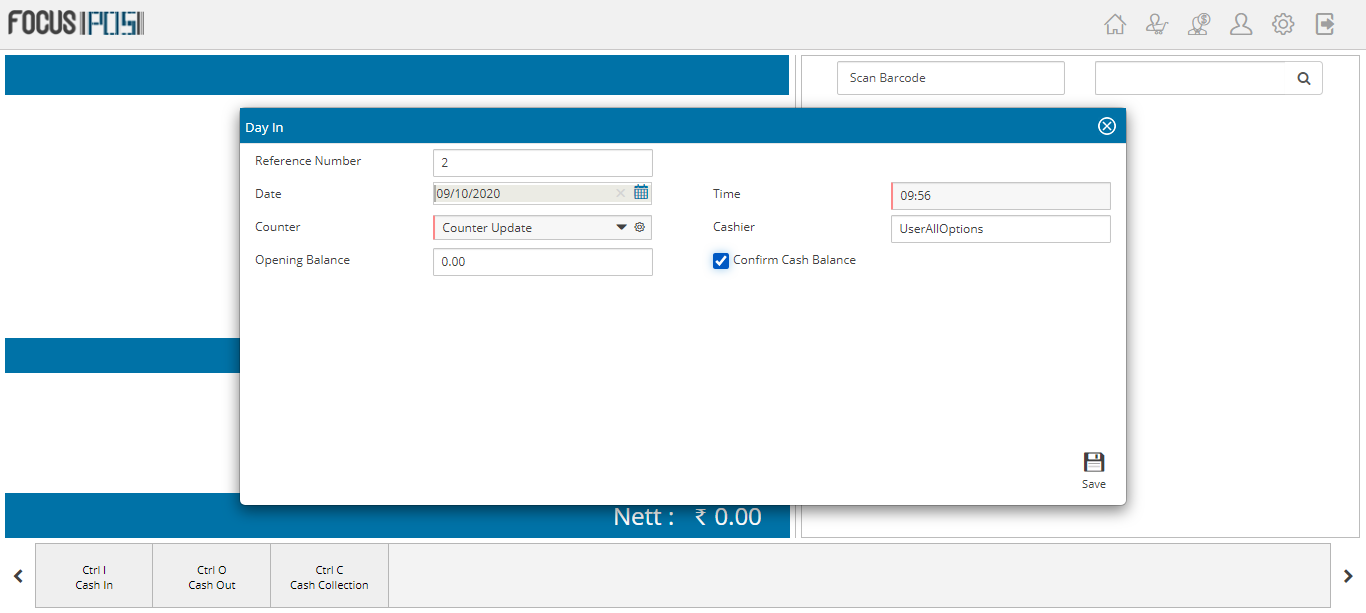 FOCUS POS
Scan Barcode
Day In
Reference Number 2
Date 09/10/2020 Time 09:56
Counter Counter Update Cashier UserAllOptions
Opening Balance 0.00 Confirm Cash Balance
Save
Nett : ₹ 0.00
Ctrl I Ctrl O Ctrl C
Cash In Cash Out Cash Collection